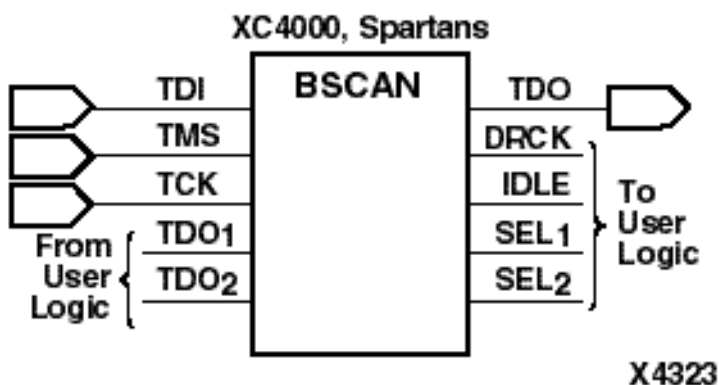 XC4000, Spartans
BSCAN
TDI
TMS
TCK
TDO1
TDO2
From
User
Logic
TDO
DRCK
IDLE
SEL1
SEL2
To
User
Logic
X4323